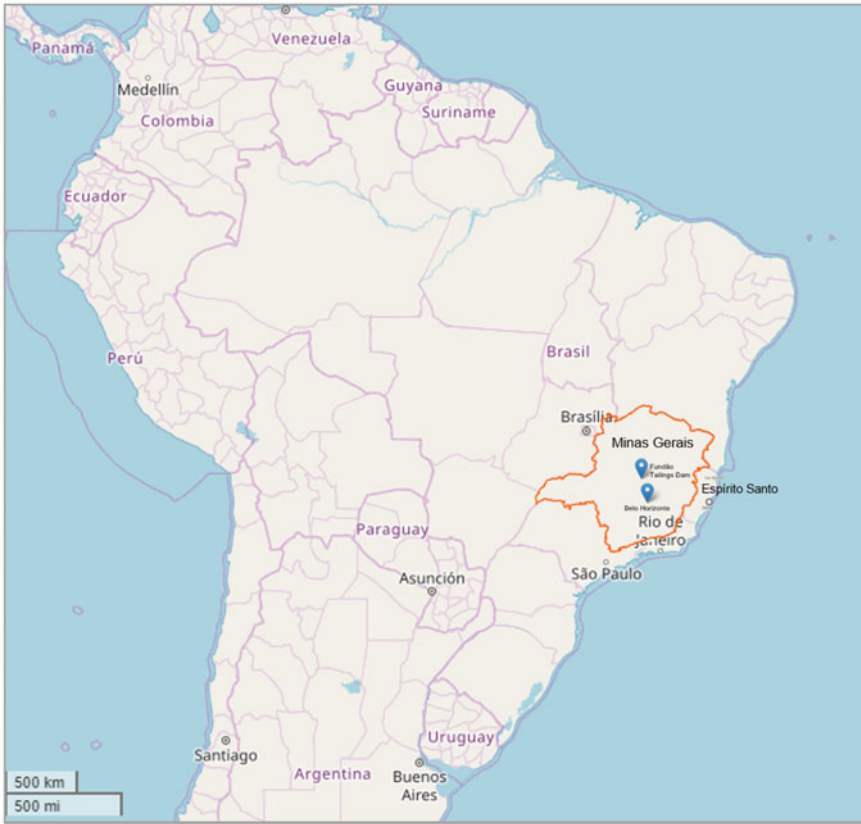 Panamá
Venezuela
Medellín
Guyana
Suriname
Colombia
Ecuador
Perú
Brasil
Brasília
Minas Gerais
Fundão
Tailings Dam
Espírito Santo
Belo Horizonte
Rio de
Janeiro
Paraguay
São Paulo
Asunción
Uruguay
Santiago
Argentina
Buenos
Aires
500 km
500 mi